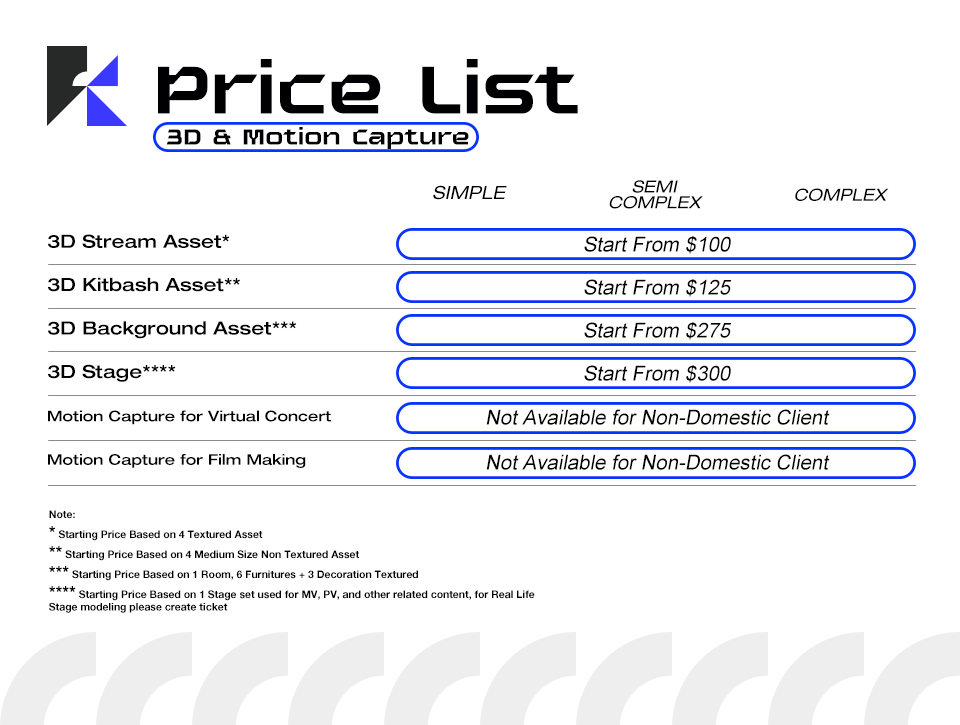 Price List
3D & Motion Capture
SIMPLE
SEMI
COMPLEX
COMPLEX
3D Stream Asset*
Start From $100
3D Kitbash Asset**
Start From $125
3D Background Asset***
Start From $275
3D Stage****
Start From $300
Motion Capture for Virtual Concert
Not Available for Non-Domestic Client
Motion Capture for Film Making
Not Available for Non-Domestic Client
Note:
* Starting Price Based on 4 Textured Asset
** Starting Price Based on 4 Medium Size Non Textured Asset
*** Starting Price Based on 1 Room, 6 Furnitures + 3 Decoration Textured
**** Starting Price Based on 1 Stage set used for MV, PV, and other related content, for Real Life
Stage modeling please create ticket